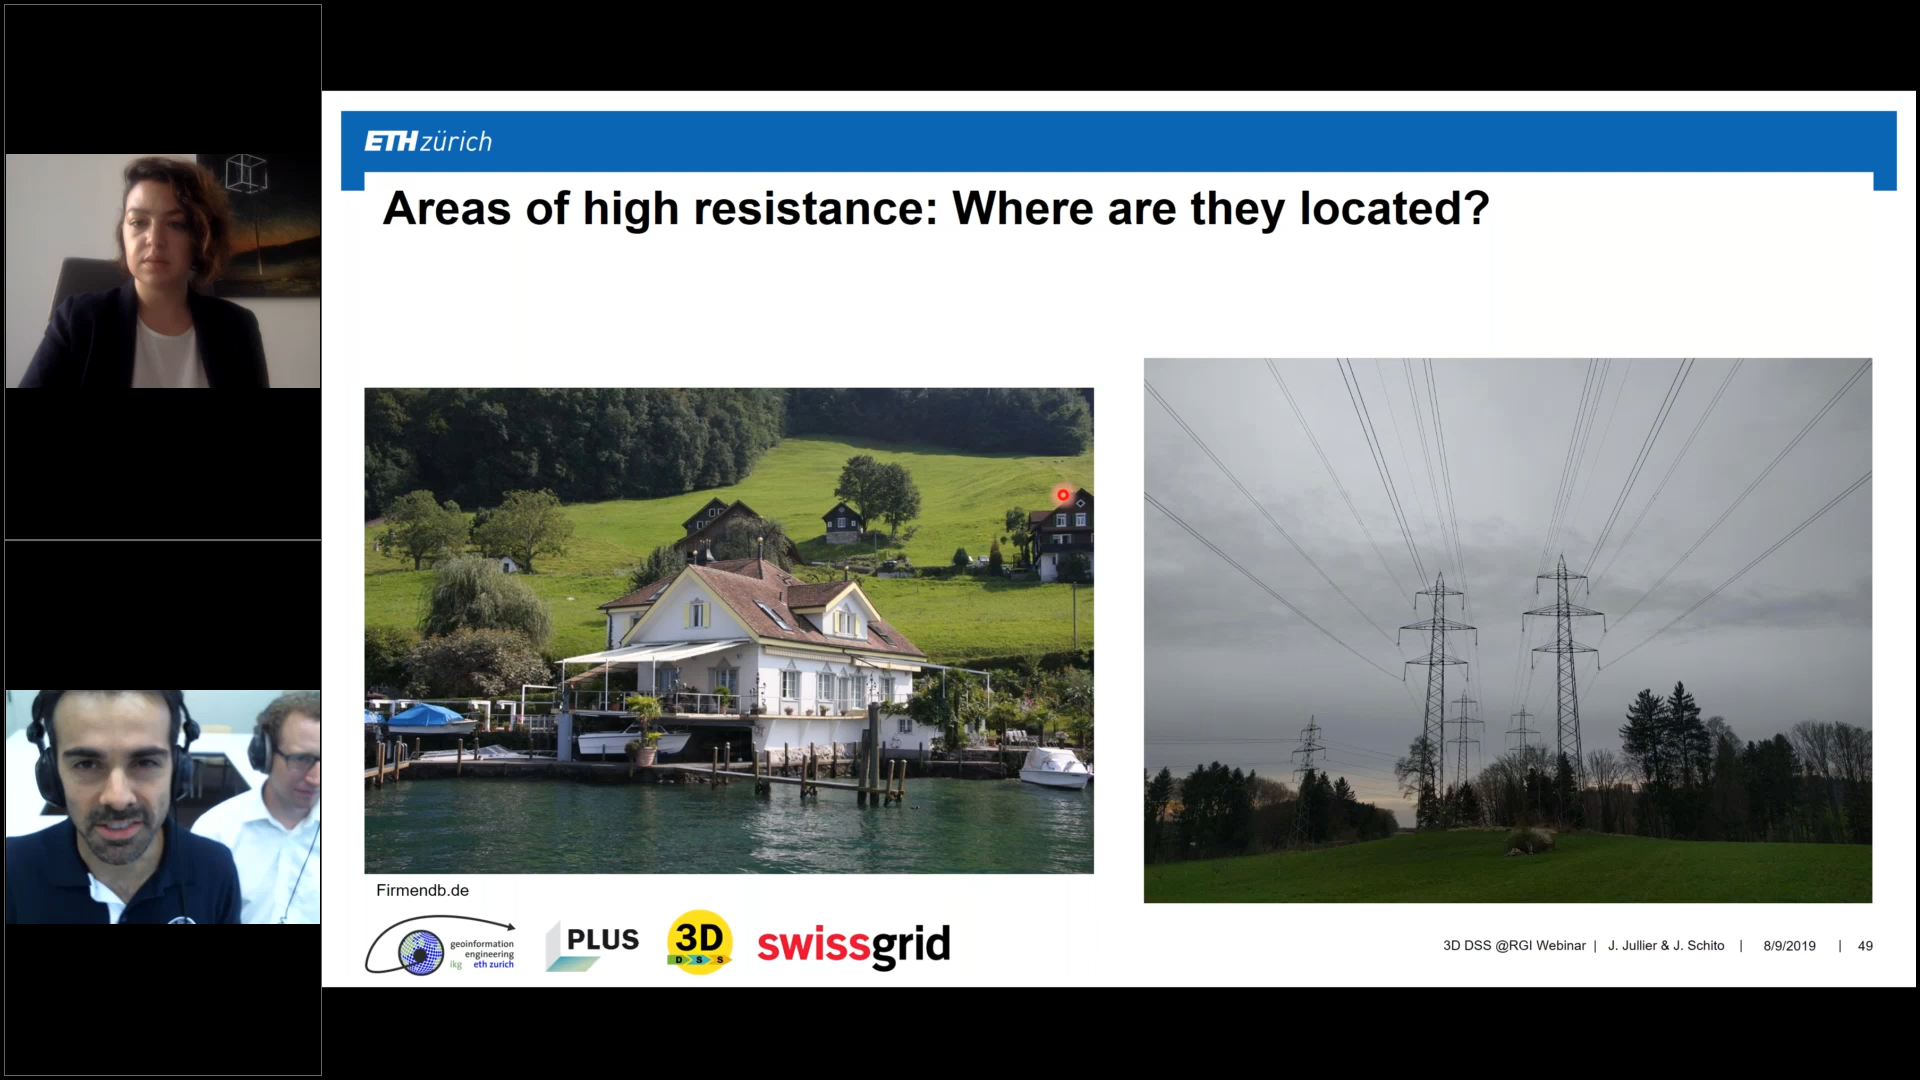 ETH zürich
Areas of high resistance: Where are they located?
Firmendb.de
geoinformation
engineering
ikg eth zurich
PLUS
3D
DSS
swissgrid
3D DSS @RGI Webinar | J. Jullier & J. Schito | 8/9/2019 | 49